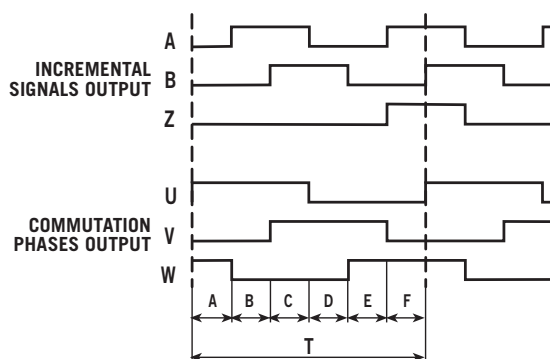 A
INCREMENTAL
SIGNALS OUTPUT
B
Z
U
COMMUTATION
PHASES OUTPUT
V
W
A B C D E F
T